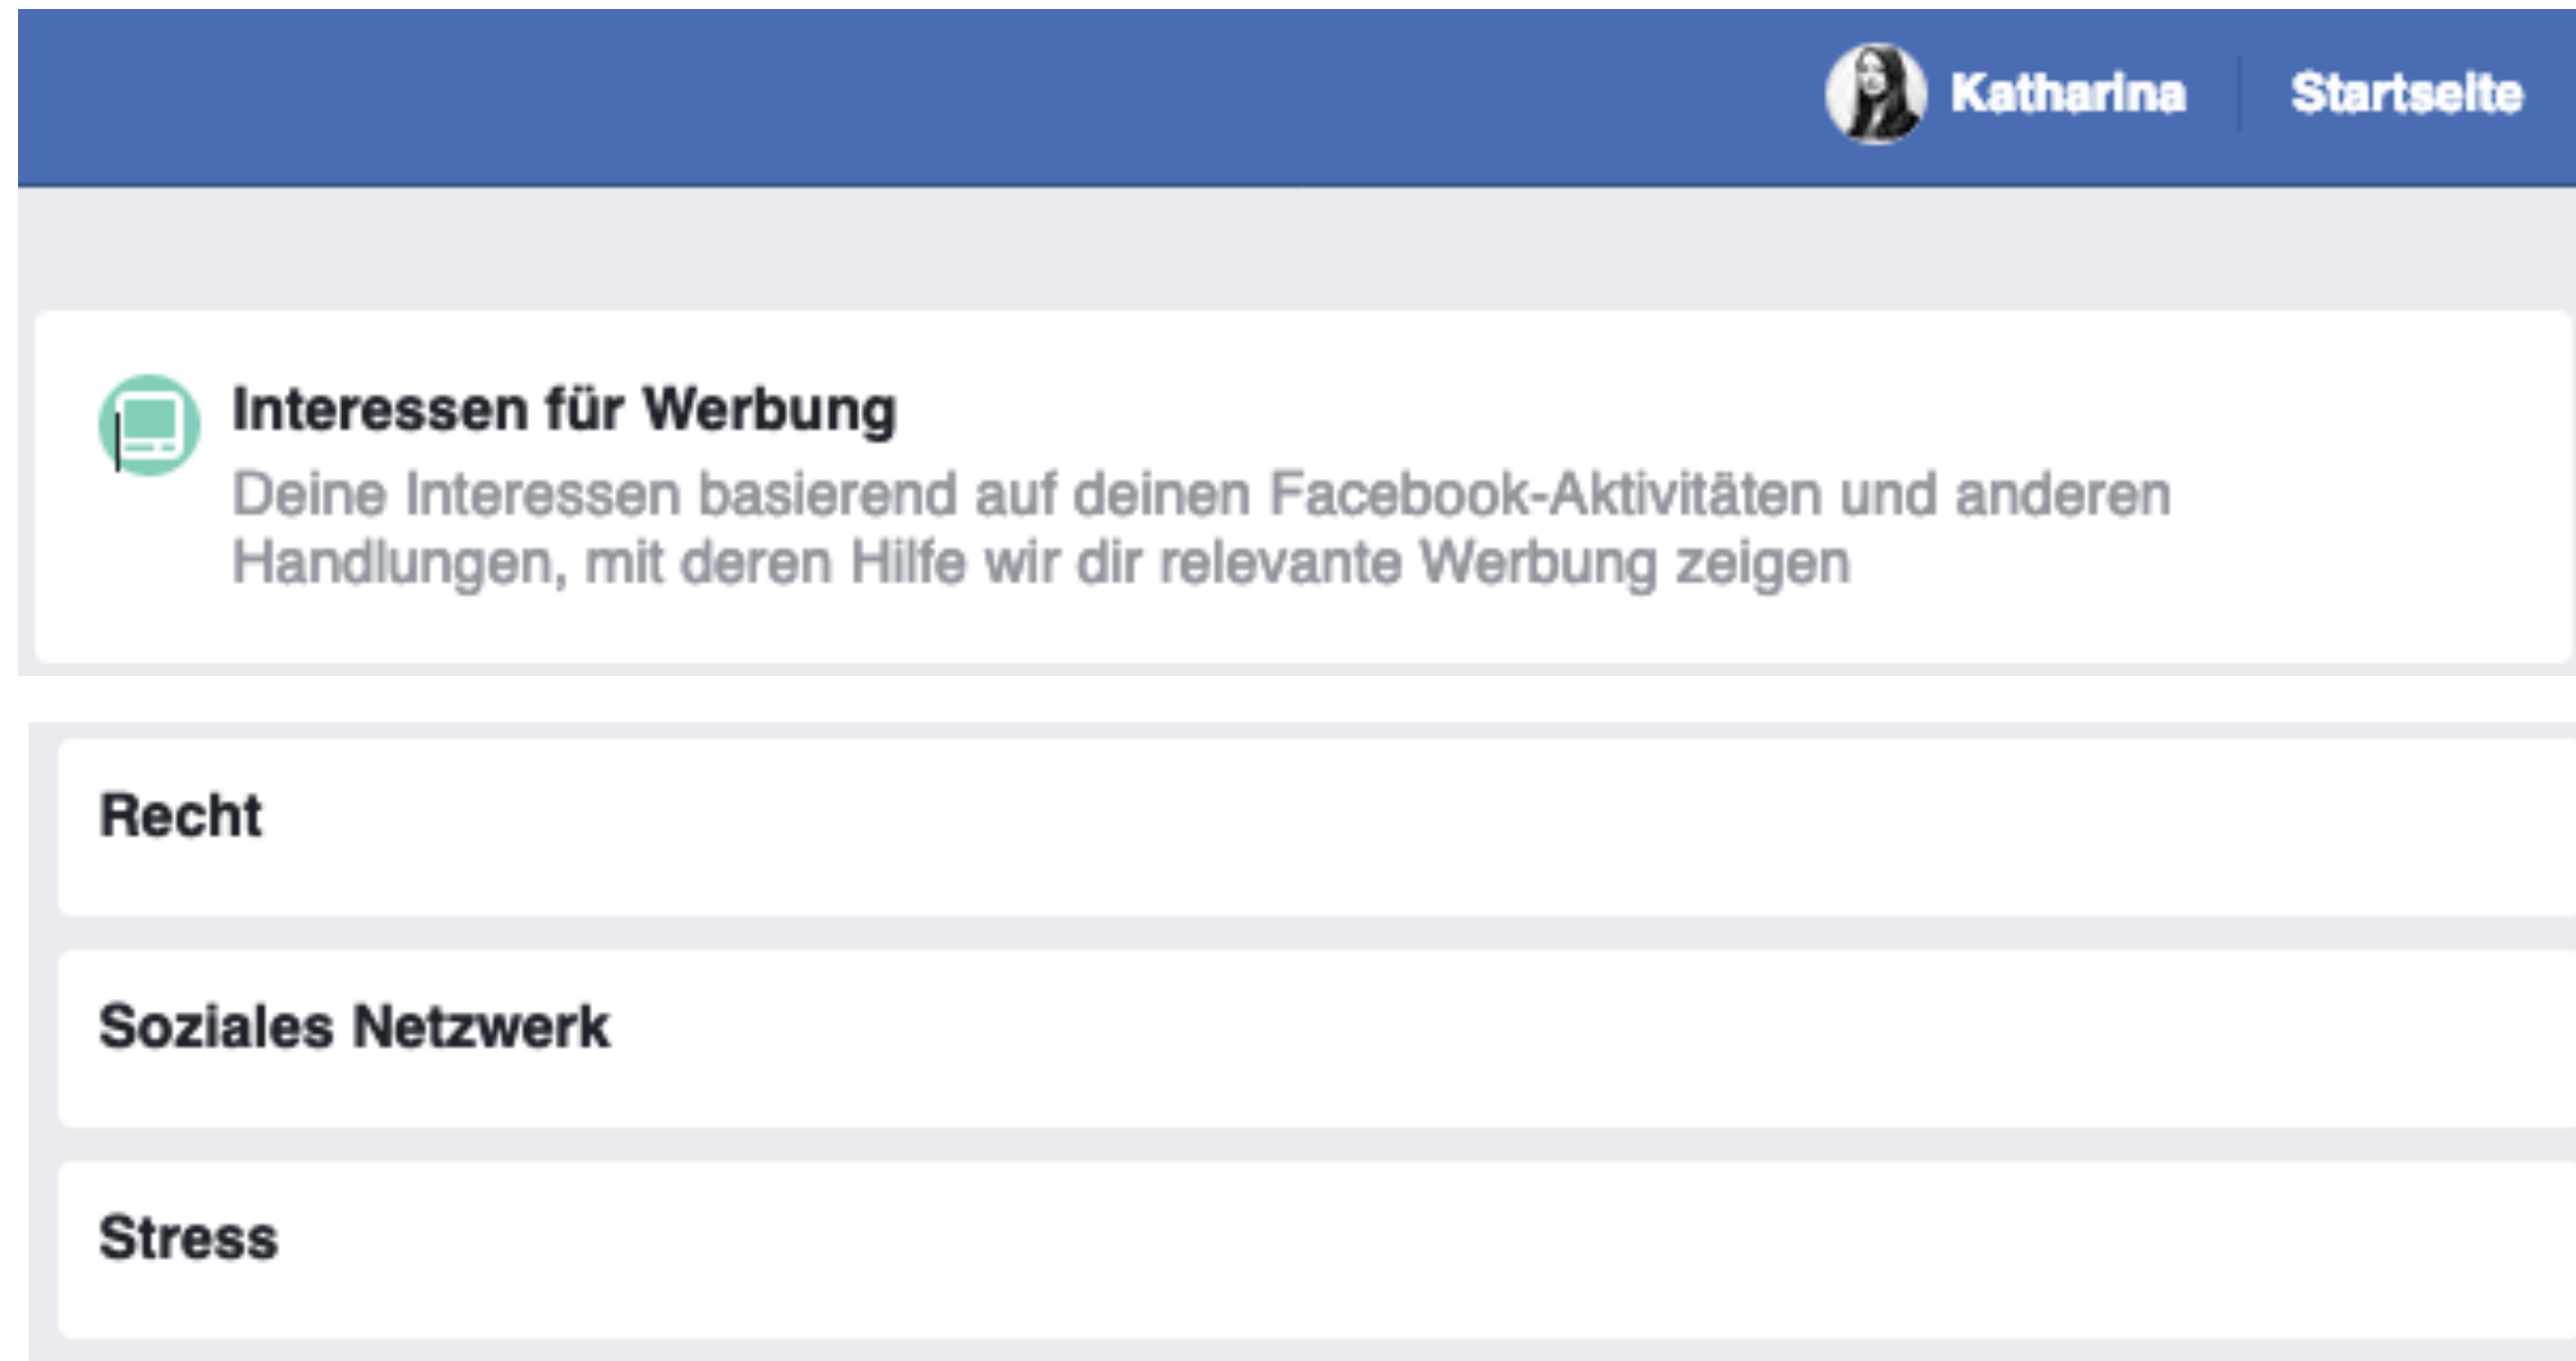 Katharina Startseite
Interessen für Werbung
Deine Interessen basierend auf deinen Facebook-Aktivitäten und anderen
Handlungen, mit deren Hilfe wir dir relevante Werbung zeigen
Recht
Soziales Netzwerk
Stress